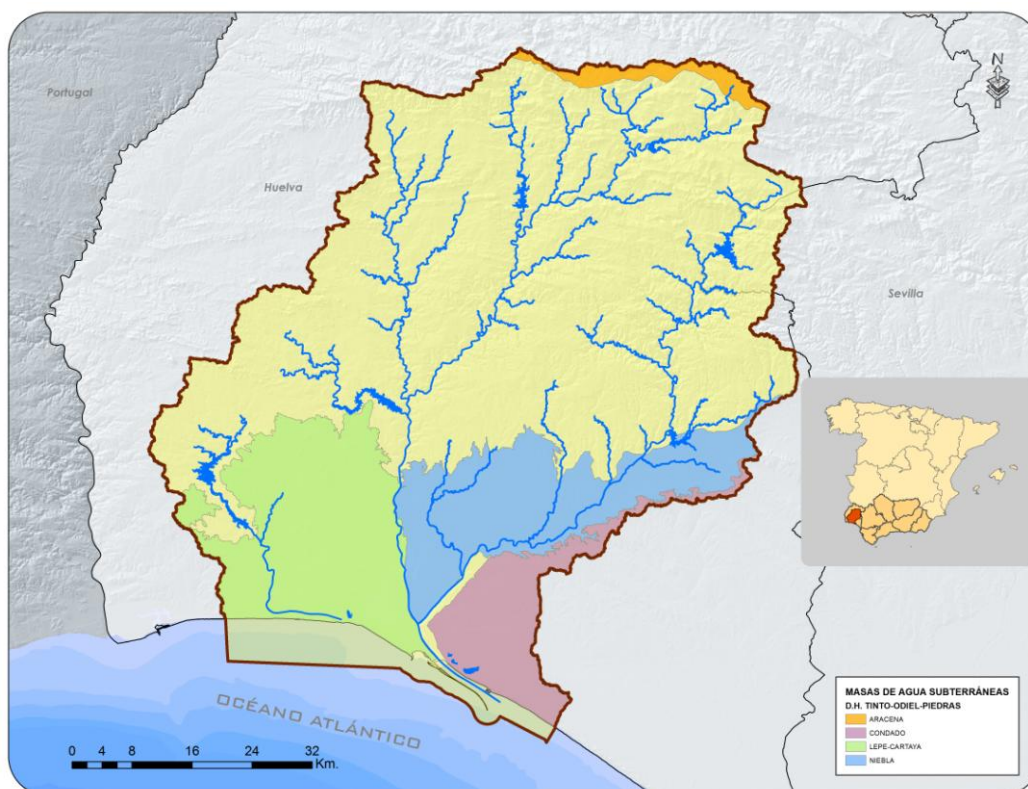 Portugal
N
Huelva
Sevilla
OCÉANO ATLÁNTICO
0 4 8 16 24 32
Km.
MASAS DE AGUA SUBTERRÁNEAS
D.H. TINTO-ODIEL-PIEDRAS
ARACENA
CONDADO
LEPE-CARTAYA
NIEBLA